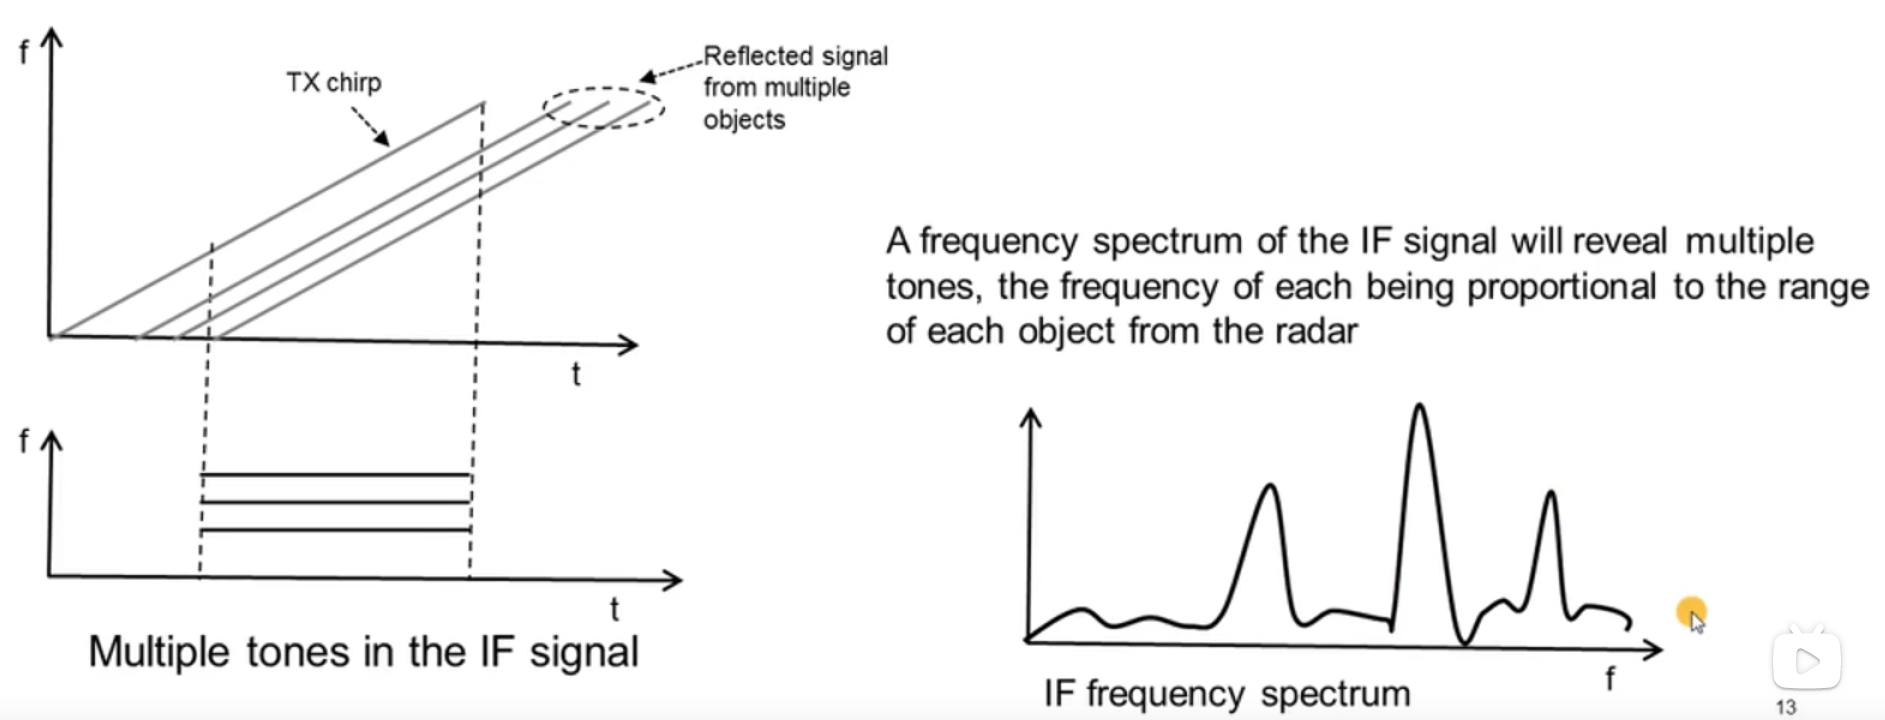 f
TX chirp
Reflected signal
from multiple
objects
t
f
t
Multiple tones in the IF signal
A frequency spectrum of the IF signal will reveal multiple
tones, the frequency of each being proportional to the range
of each object from the radar
f
IF frequency spectrum
13